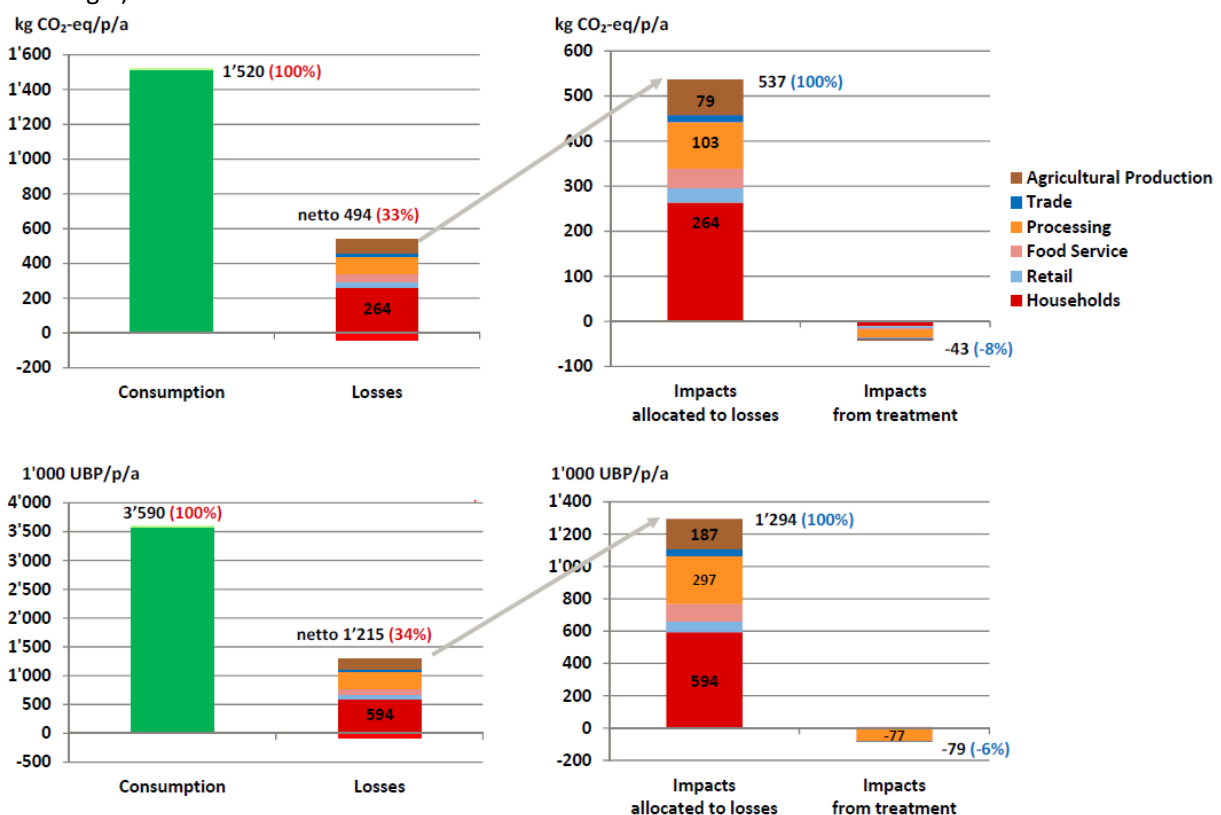 kg CO₂-eq/p/a
1'600
1'400
1'200
1'000
800
600
400
200
0
-200
1’520 (100%)
netto 494 (33%)
264
Consumption
Losses
kg CO₂-eq/p/a
600
500
400
300
200
100
0
-100
537 (100%)
79
103
264
-43 (-8%)
Impacts
allocated to losses
Impacts
from treatment
Agricultural Production
Trade
Processing
Food Service
Retail
Households
1'000 UBP/p/a
4'000
3'500
3'000
2'500
2'000
1'500
1'000
500
0
-500
3’590 (100%)
netto 1’215 (34%)
594
Consumption
Losses
1'000 UBP/p/a
1'400
1'200
1'000
800
600
400
200
0
-200
1’294 (100%)
187
297
594
-77
-79 (-6%)
Impacts
allocated to losses
Impacts
from treatment